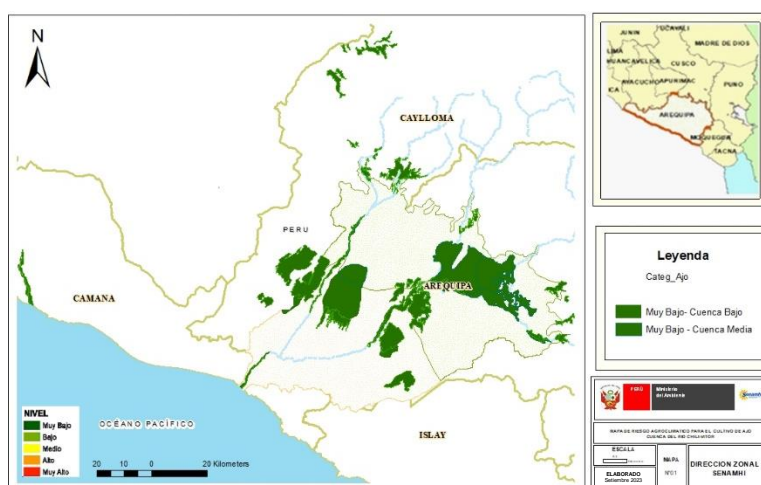 N
CAYLLOMA
PERU
CAMANA
AREQUIPA
OCÉANO PACÍFICO
ISLAY
NIVEL
Muy Bajo
Bajo
Medio
Alto
Muy Alto
20 10 0 20 Kilometers
JUNIN
UCAYALI
LIMA
MADRE DE DIOS
HUANCAVELICA
CUSCO
AYACUCHO
APURIMAC
ICA
PUNO
AREQUIPA
MOQUEGUA
TACNA
Leyenda
Categ_Ajo
Muy Bajo- Cuenca Bajo
Muy Bajo - Cuenca Media
PERÚ
Ministerio
del Ambiente
Senamhi
MAPA DE RIESGO AGROCLIMATICO PARA EL CULTIVO DE AJO
CUENCA DEL RIO
ESCALA
MAPA
N°01
DIRECCION ZONAL
SENAMHI
ELABORADO
Setiembre 2023